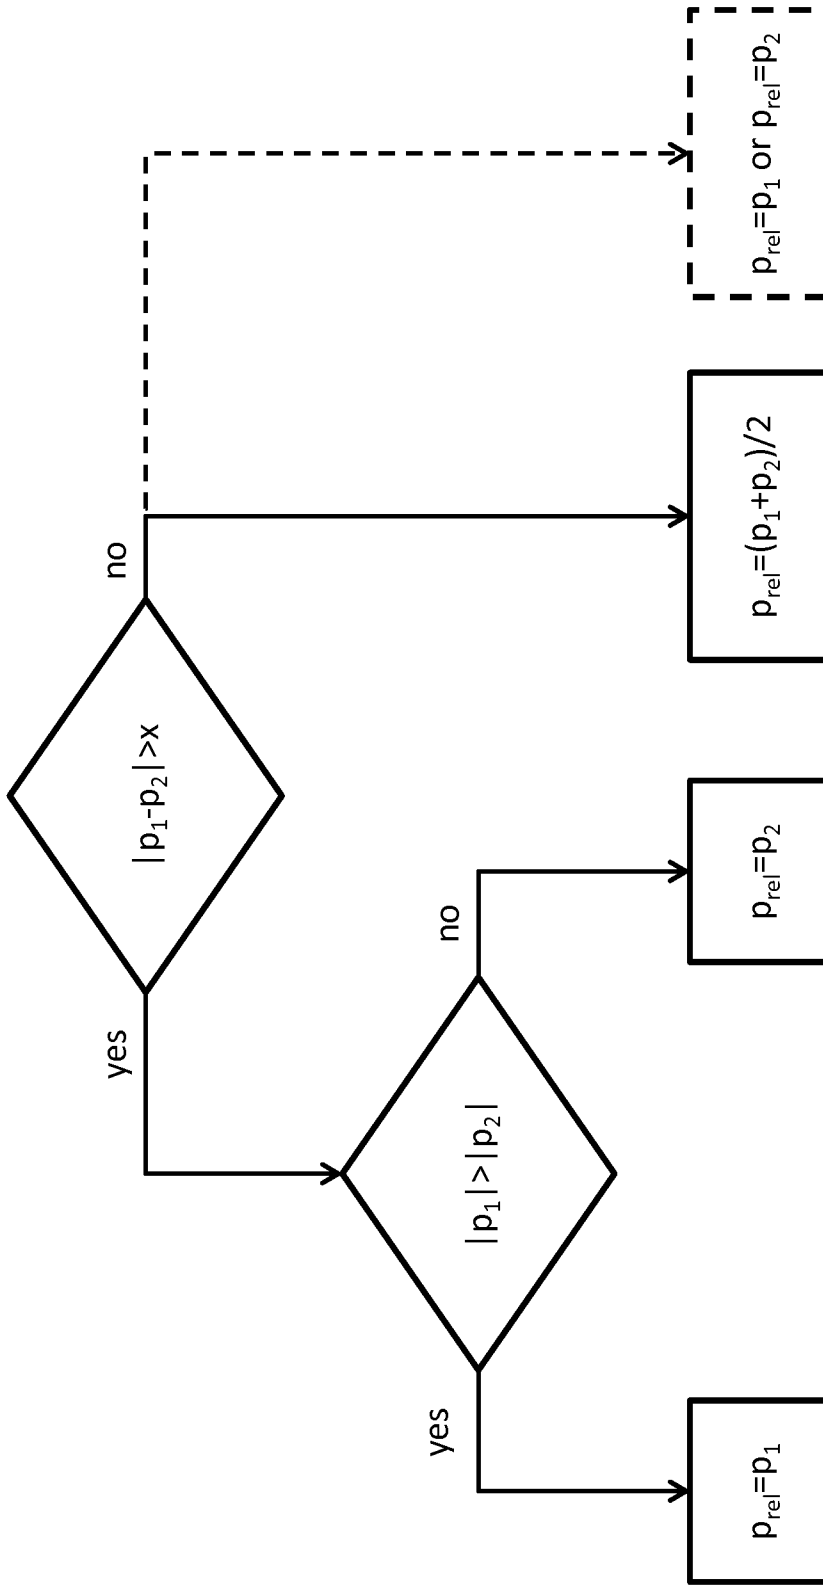 |p₁-p₂|>x
yes
no
|p₁|>|p₂|
yes
no
pᵣₑₗ=p₁
pᵣₑₗ=p₂
pᵣₑₗ=(p₁+p₂)/2
pᵣₑₗ=p₁ or pᵣₑₗ=p₂